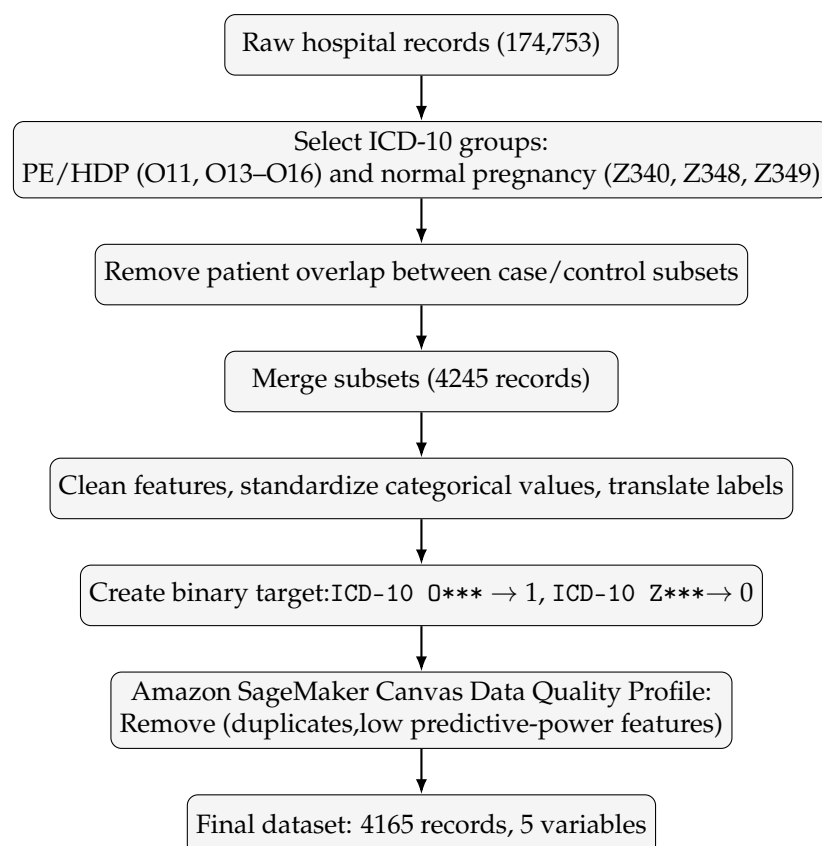 Raw hospital records (174,753)
Select ICD-10 groups:
PE/HDP (O11, O13–O16) and normal pregnancy (Z340, Z348, Z349)
Remove patient overlap between case/control subsets
Merge subsets (4245 records)
Clean features, standardize categorical values, translate labels
Create binary target:ICD-10 O*** → 1, ICD-10 Z***→ 0
Amazon SageMaker Canvas Data Quality Profile:
Remove (duplicates,low predictive-power features)
Final dataset: 4165 records, 5 variables